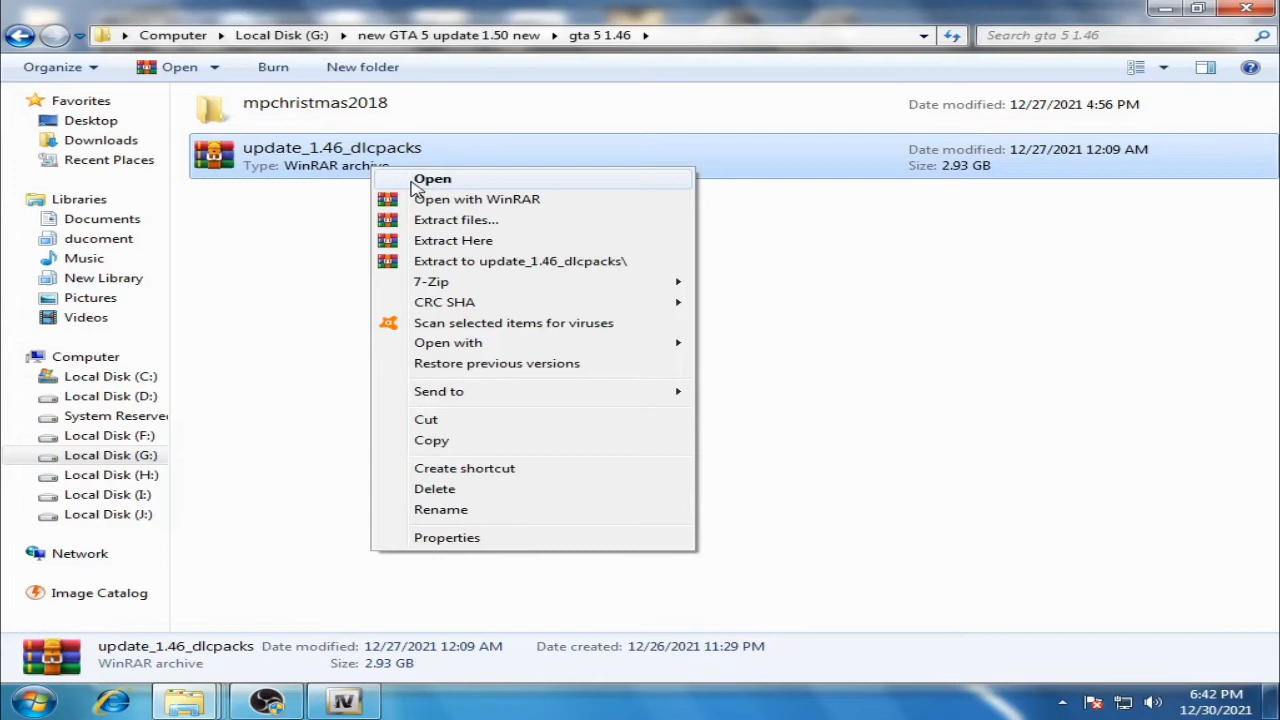 Computer Local Disk (G:) new GTA 5 update 1.50 new gta 5 1.46
Search gta 5 1.46
Organize Open Burn New folder
Favorites
Desktop
Downloads
Recent Places
Libraries
Documents
ducoment
Music
New Library
Pictures
Videos
Computer
Local Disk (C:)
Local Disk (D:)
System Reserve
Local Disk (F:)
Local Disk (G:)
Local Disk (H:)
Local Disk (I:)
Local Disk (J:)
Network
Image Catalog
mpchristmas2018
Date modified: 12/27/2021 4:56 PM
update_1.46_dlcpacks
Type: WinRAR archive
Date modified: 12/27/2021 12:09 AM
Size: 2.93 GB
Open
Open with WinRAR
Extract files...
Extract Here
Extract to update_1.46_dlcpacks\
7-Zip
CRC SHA
Scan selected items for viruses
Open with
Restore previous versions
Send to
Cut
Copy
Create shortcut
Delete
Rename
Properties
update_1.46_dlcpacks Date modified: 12/27/2021 12:09 AM Date created: 12/26/2021 11:29 PM
WinRAR archive Size: 2.93 GB
6:42 PM
12/30/2021